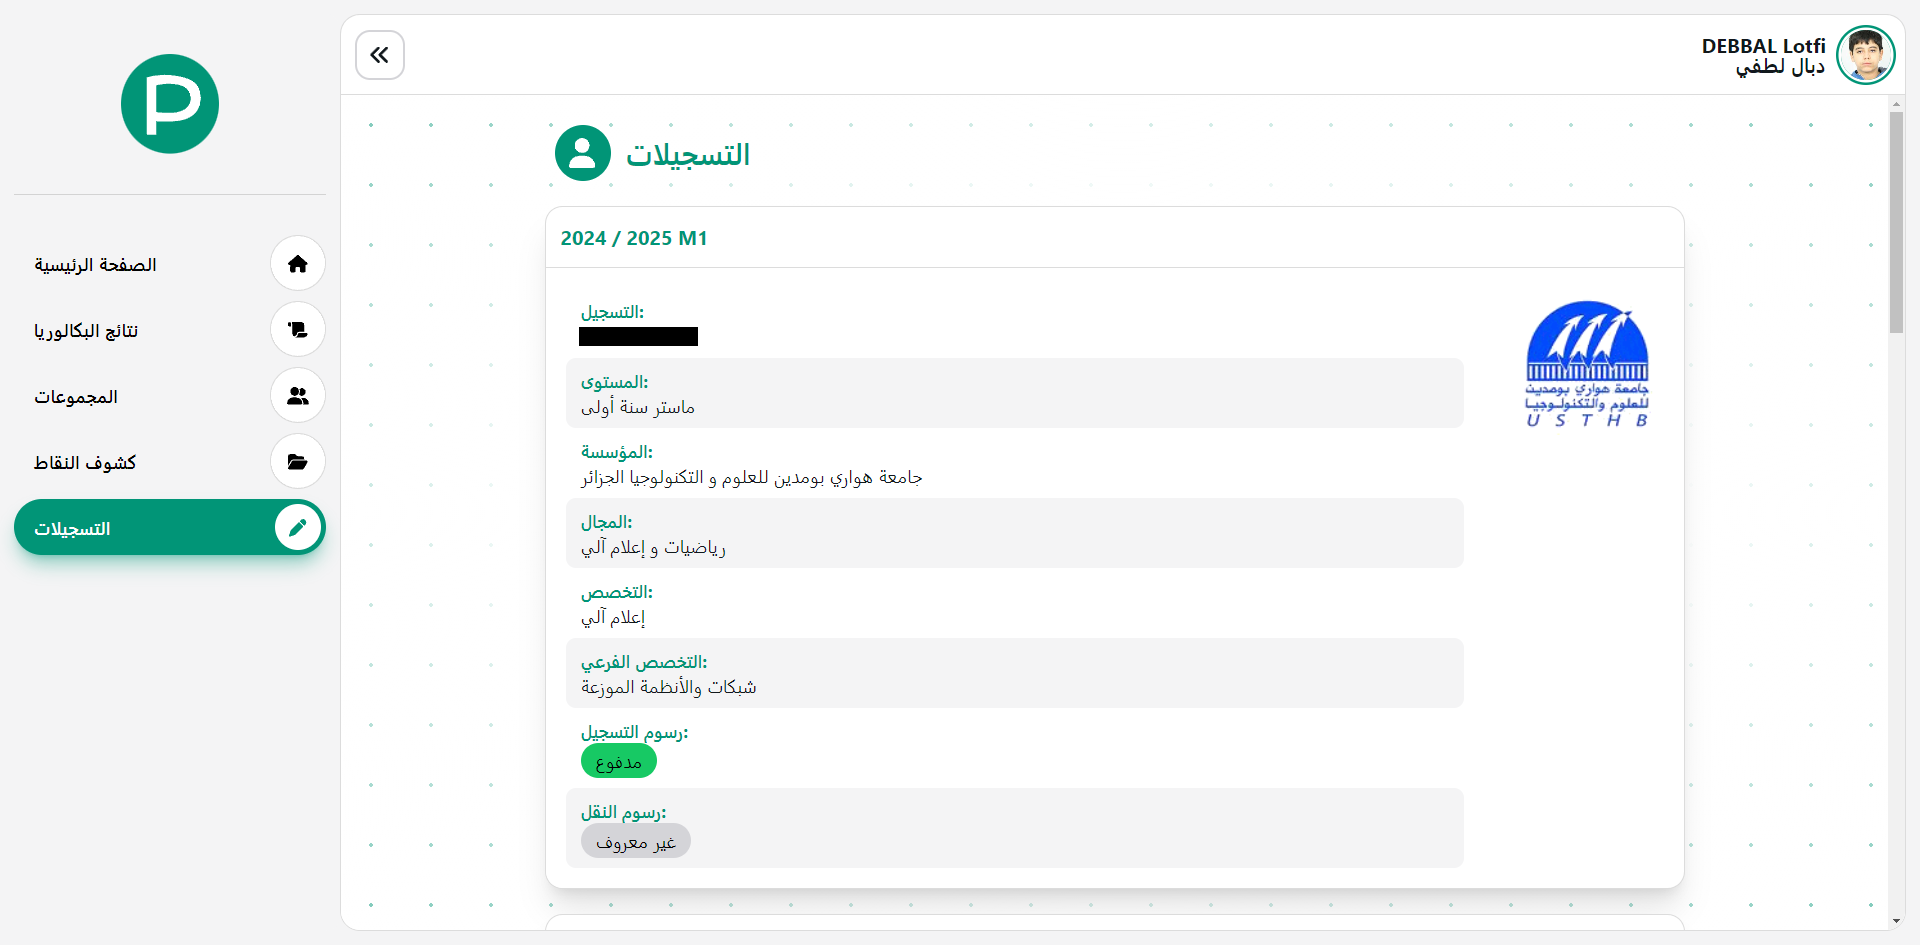 P
DEBBAL Lotfi
دبال لطفي
الصفحة الرئيسية
نتائج البكالوريا
المجموعات
كشوف النقاط
التسجيلات
التسجيلات
2024 / 2025 M1
التسجيل:
المستوى:
ماستر سنة أولى
المؤسسة:
جامعة هواري بومدين للعلوم و التكنولوجيا الجزائر
المجال:
رياضيات و إعلام آلي
التخصص:
إعلام آلي
التخصص الفرعي:
شبكات والأنظمة الموزعة
رسوم التسجيل:
مدفوع
رسوم النقل:
غير معروف
جامعة هواري بومدين
للعلوم والتكنولوجيا
U S T H B